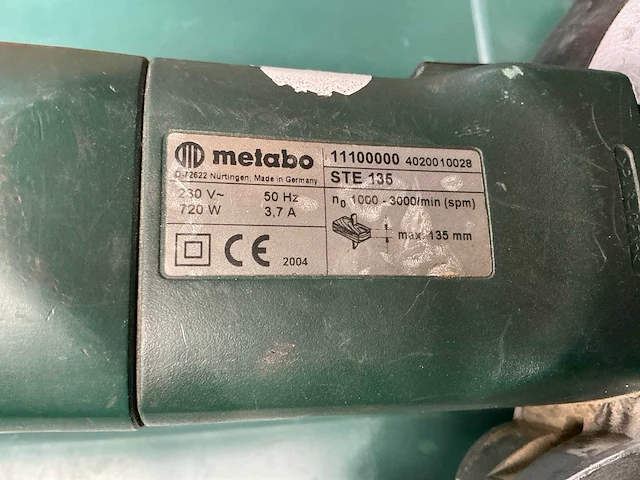 metabo
D-72622 Nürtingen; Made in Germany
11100000 4020010028
STE 135
230 V~ 50 Hz
720 W 3,7 A
n0 1000 - 3000/min (spm)
max. 135 mm
CE 2004